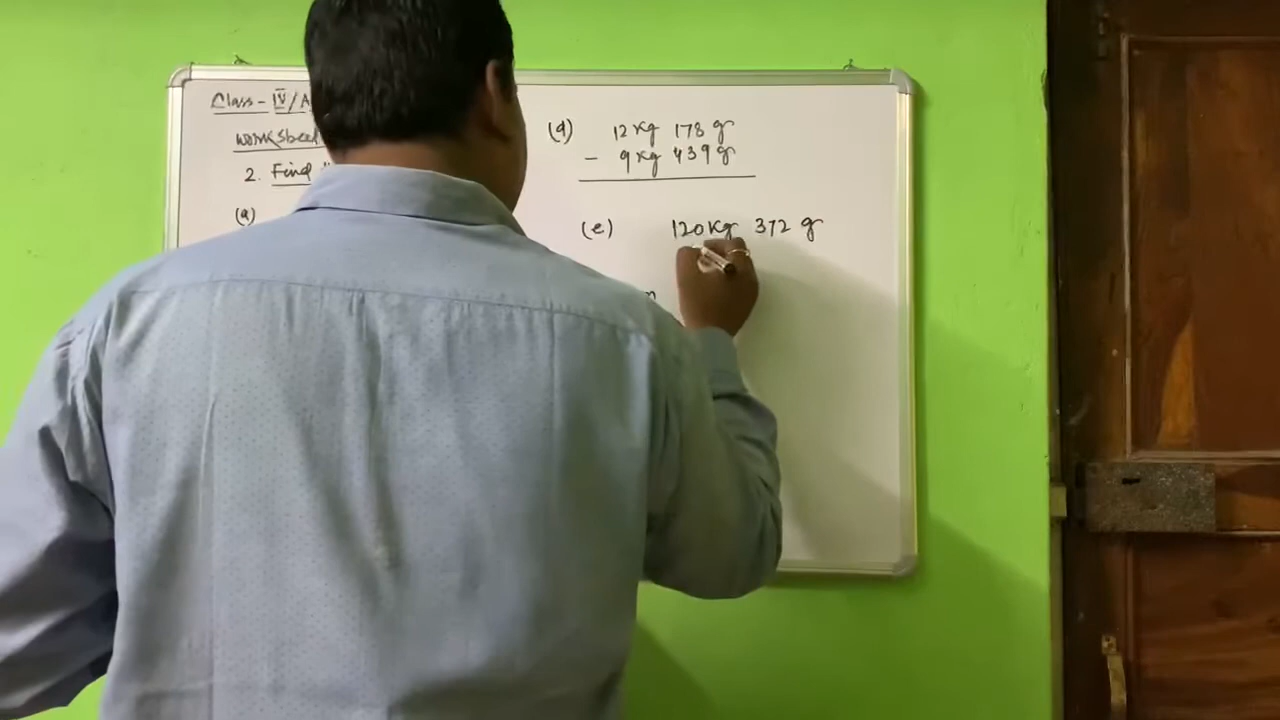 Class - IV / A
Worksheet
2. Find
(a)
(d) 12 kg 178 g
- 9 kg 439 g
(e) 120 kg 372 g
m